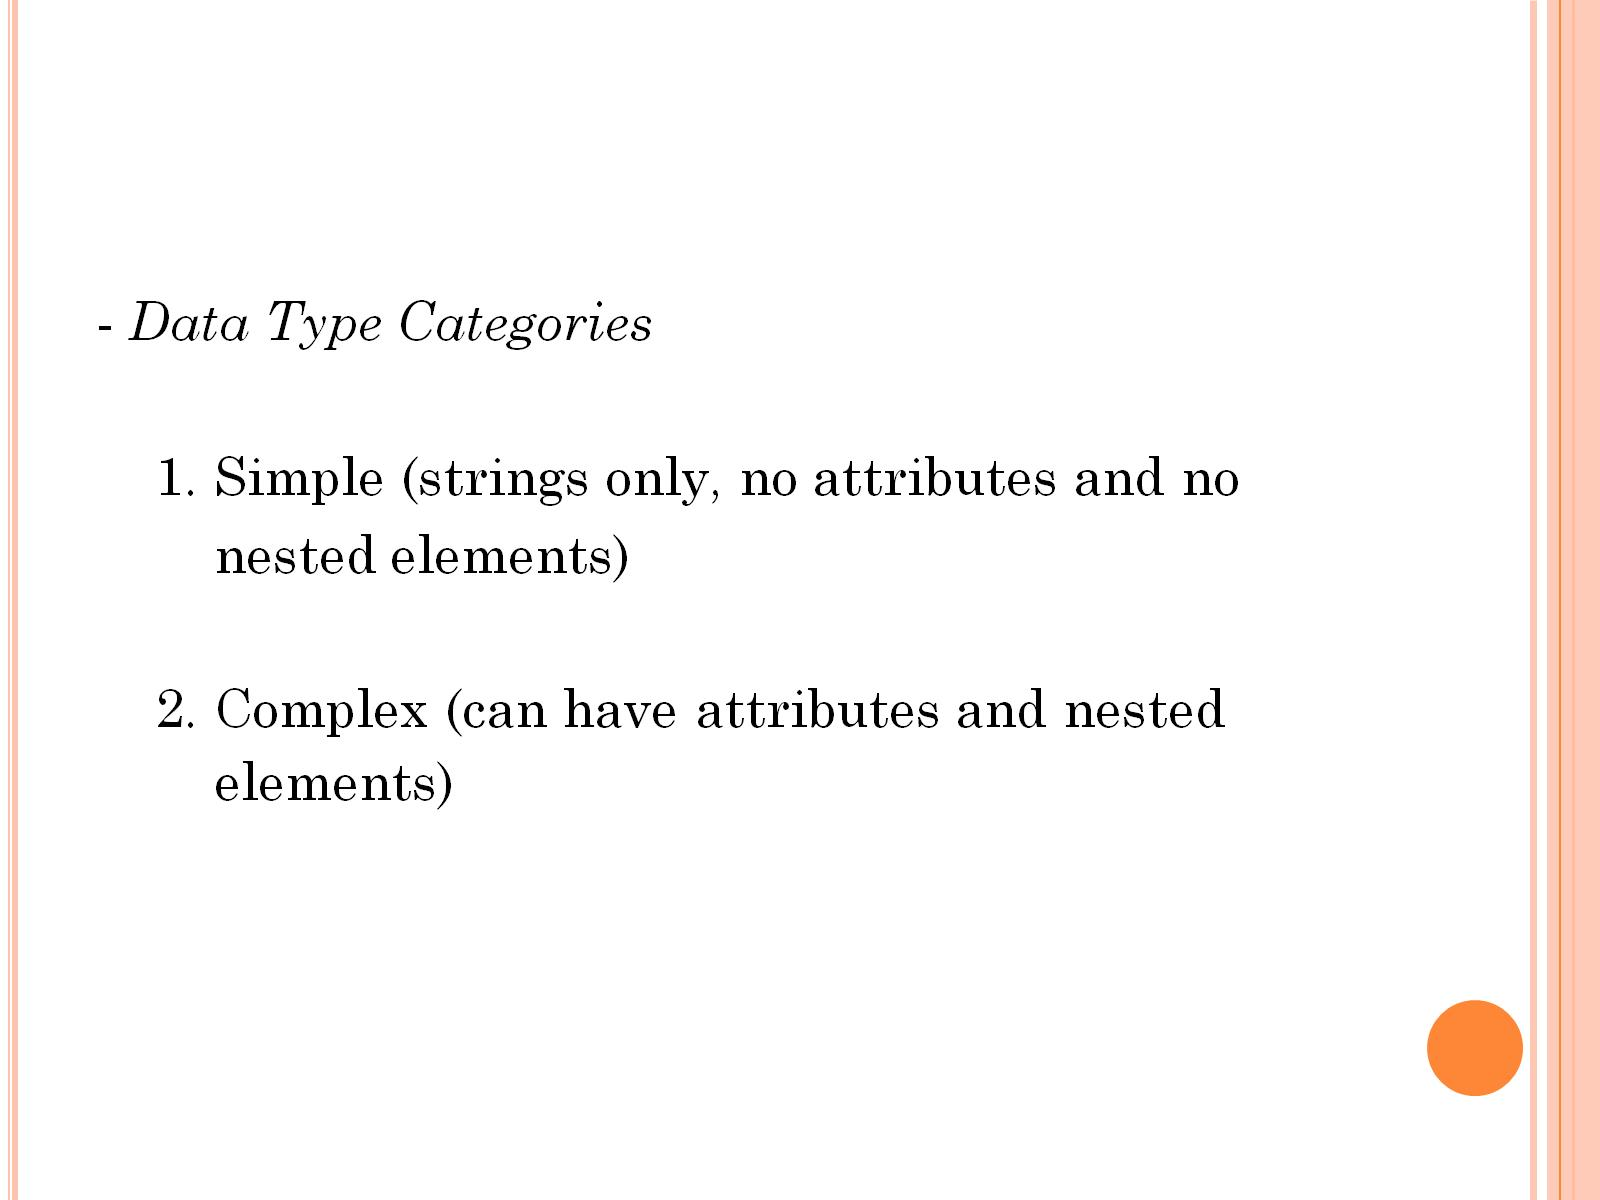 - Data Type Categories
1. Simple (strings only, no attributes and no
nested elements)
2. Complex (can have attributes and nested
elements)